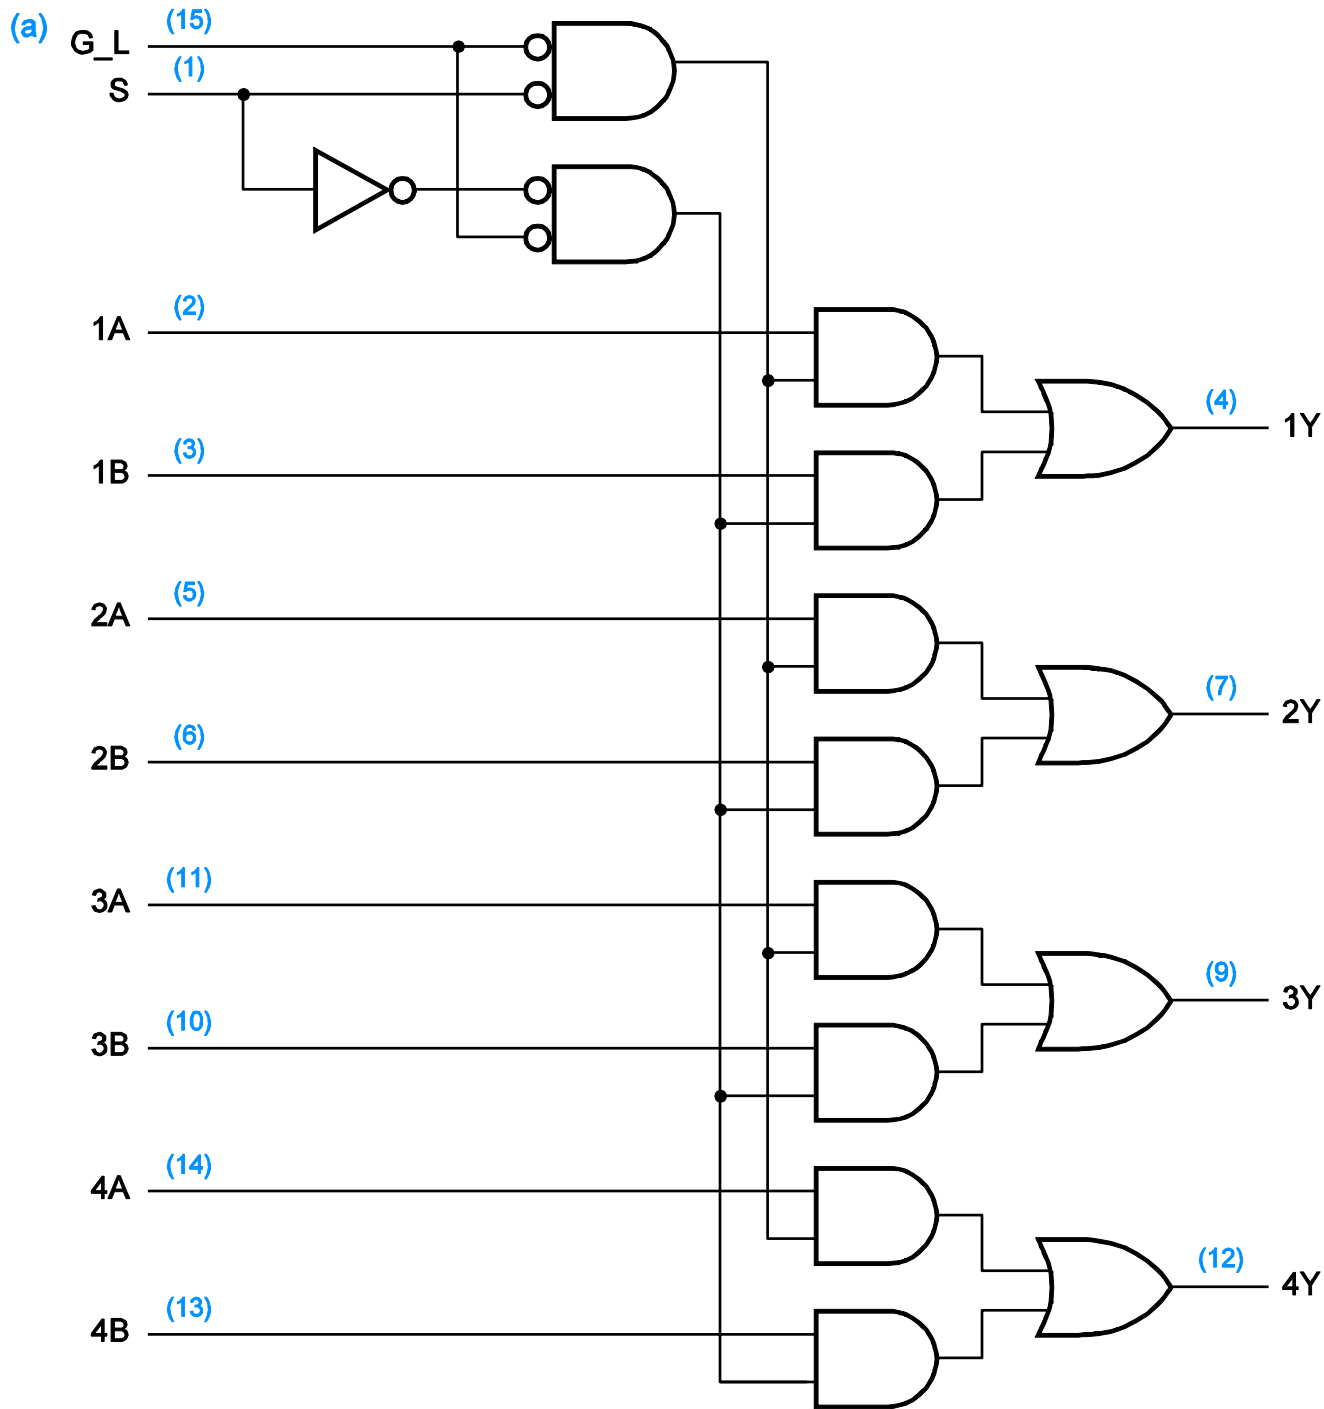 (a) G_L (15)
S (1)
1A (2)
(4) 1Y
1B (3)
2A (5)
(7) 2Y
2B (6)
3A (11)
(9) 3Y
3B (10)
4A (14)
(12) 4Y
4B (13)